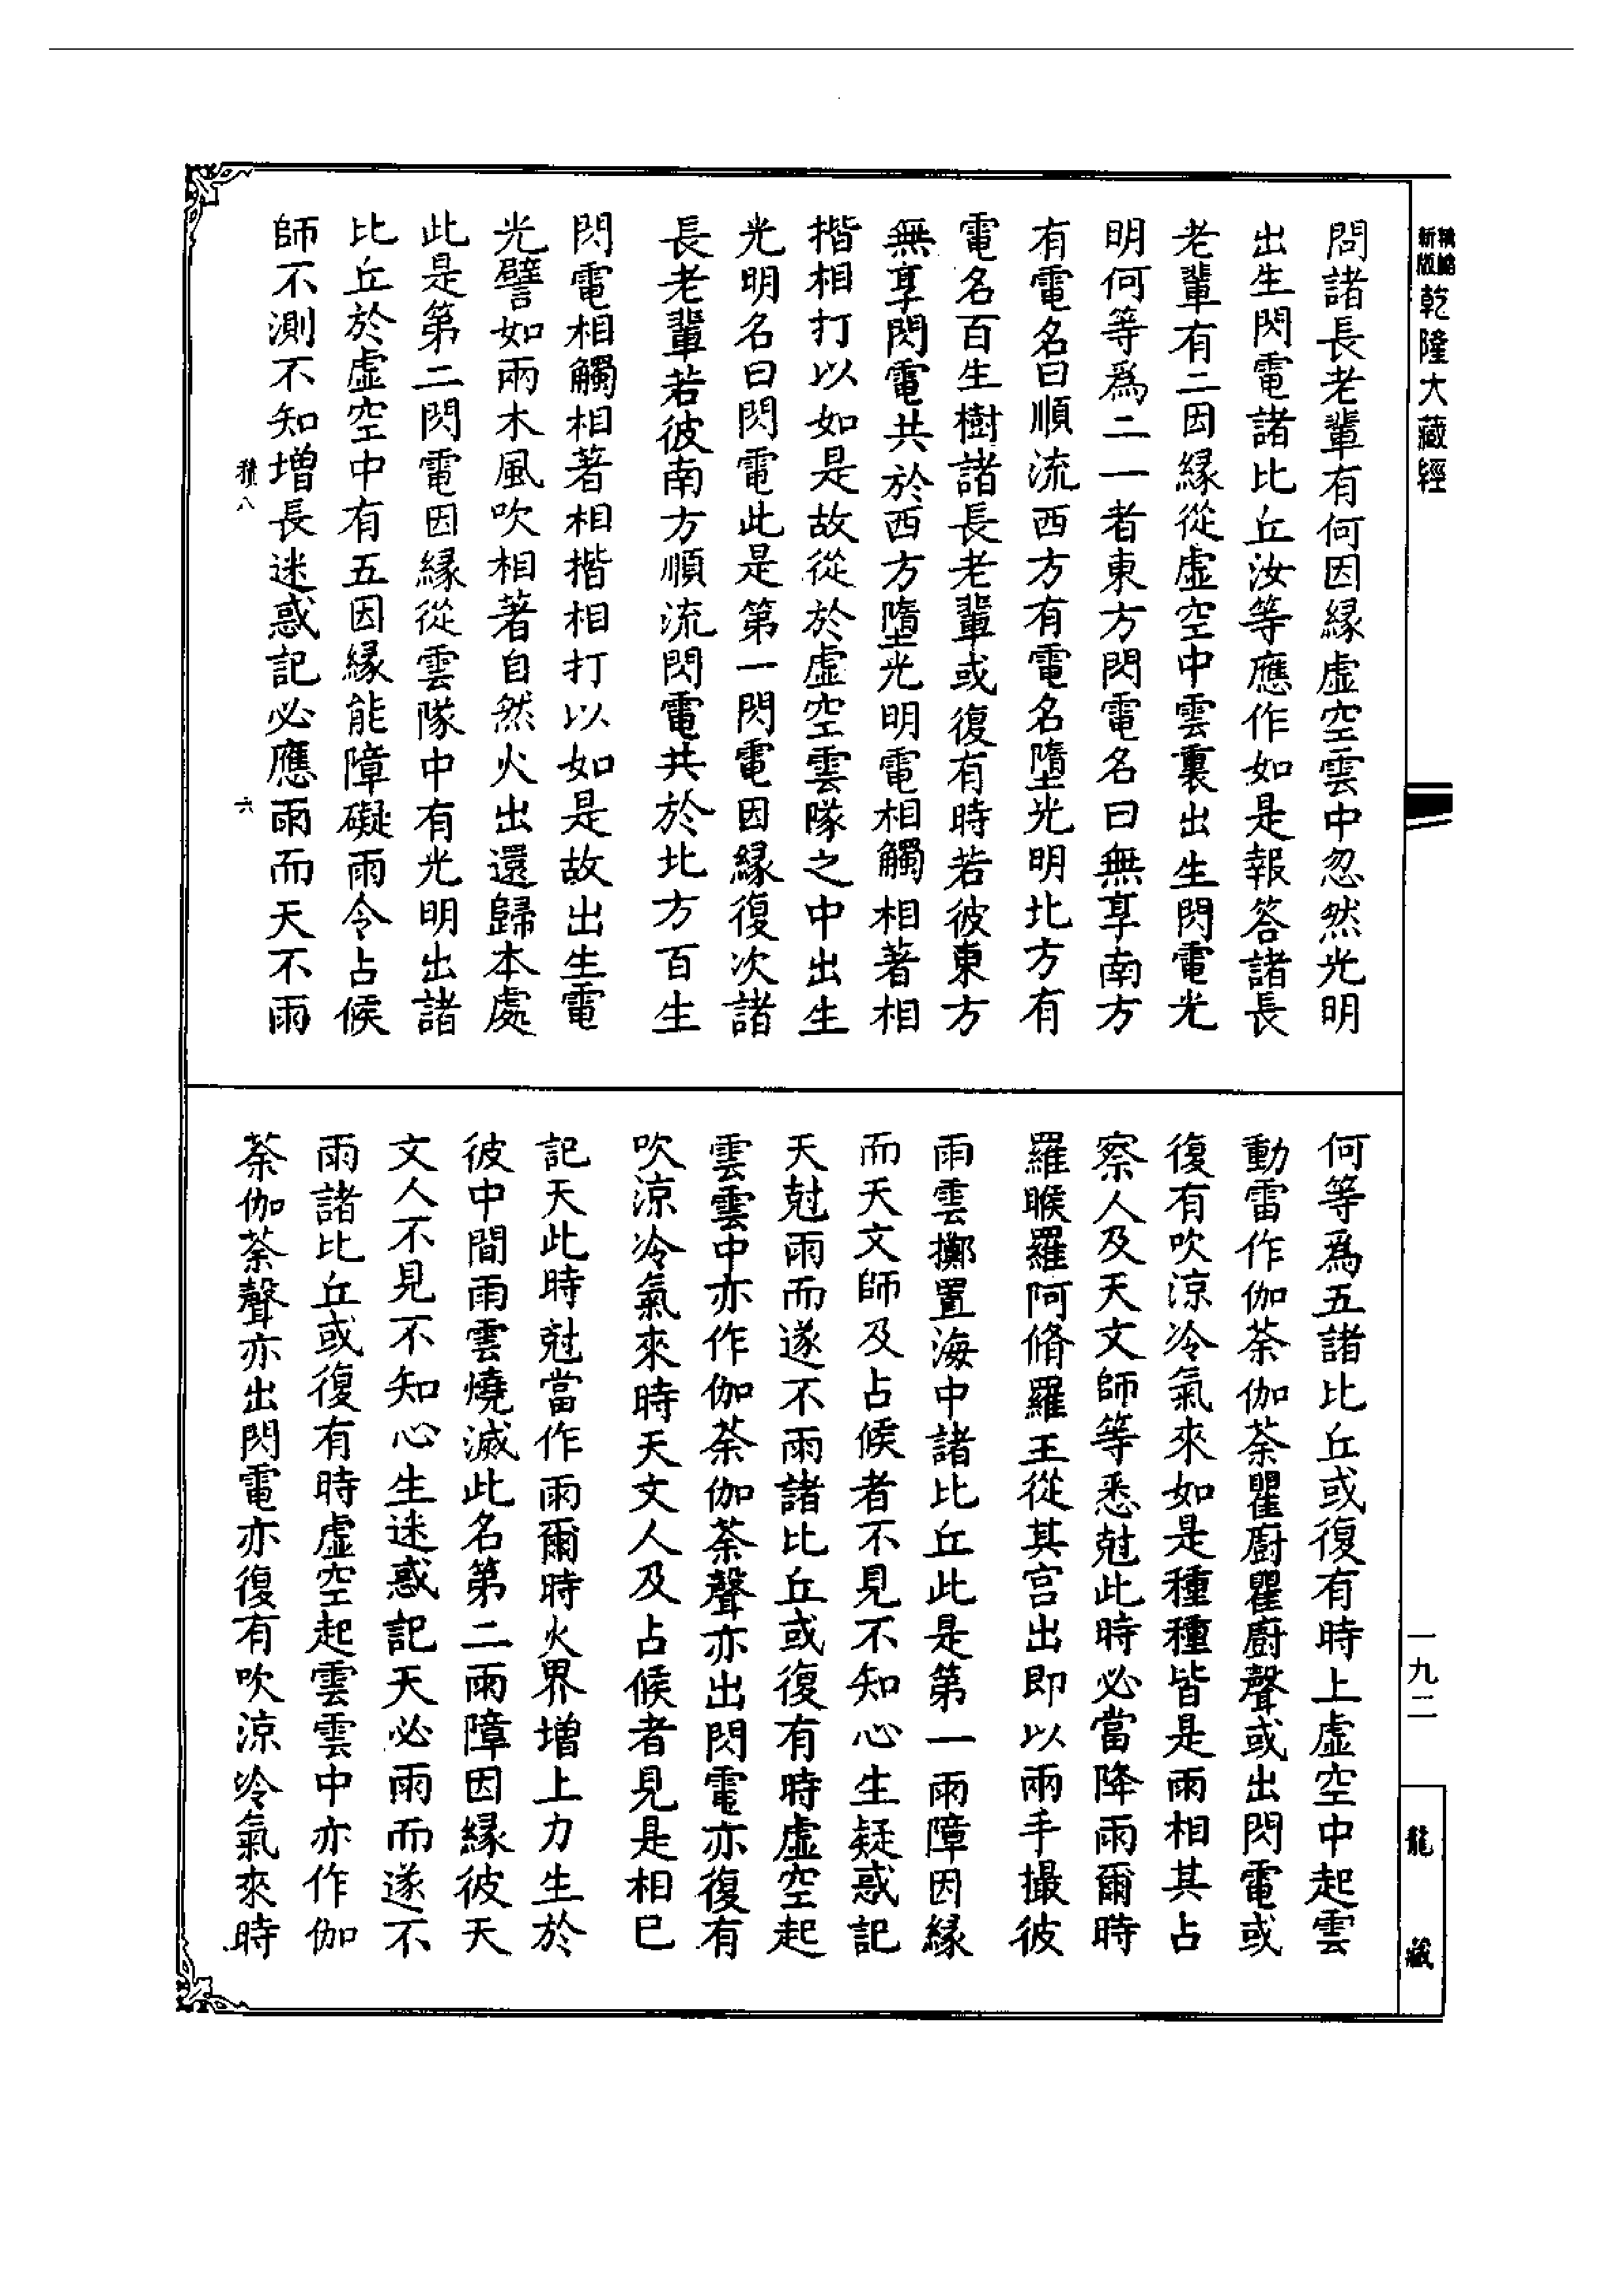 新版
乾隆大藏經
問諸長老輩有何因緣虛空雲中忽然光明
出生閃電諸比丘汝等應作如是報答諸長
老輩有二因緣從虛空中雲裏出生閃電光
明何等爲二一者東方閃電名曰無享南方
有電名曰順流西方有電名墮光明北方有
電名百生樹諸長老輩或復有時若彼東方
無享閃電共於西方墮光明電相觸相著相
揩相打以如是故從於虛空雲隊之中出生
光明名曰閃電此是第一閃電因緣復次諸
長老輩若彼南方順流閃電共於北方百生
閃電相觸相著相揩相打以如是故出生電
光譬如兩木風吹相著自然火出還歸本處
此是第二閃電因緣從雲隊中有光明出諸
比丘於虛空中有五因緣能障礙雨令占候
師不測不知增長迷惑記必應雨而天不雨
積八 六
何等爲五諸比丘或復有時上虛空中起雲
動雷作伽茶伽茶瞿廚瞿廚聲或出閃電或
復有吹涼冷氣來如是種種皆是雨相其占
察人及天文師等悉尅此時必當降雨爾時
羅睺羅阿脩羅王從其宮出即以兩手撮彼
雨雲擲置海中諸比丘此是第一雨障因緣
而天文師及占候者不見不知心生疑惑記
天尅雨而遂不雨諸比丘或復有時虛空起
雲雲中亦作伽茶伽茶聲亦出閃電亦復有
吹涼冷氣來時天文人及占候者見是相已
記天此時尅當作雨爾時火界增上力生於
彼中間雨雲燒滅此名第二雨障因緣彼天
文人不見不知心生迷惑記天必雨而遂不
雨諸比丘或復有時虛空起雲雲中亦作伽
茶伽茶聲亦出閃電亦復有吹涼冷氣來時
一九二
龍藏